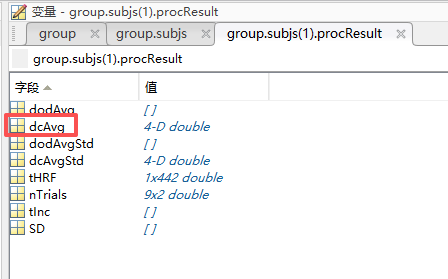 变量 - group.subjs(1).procResult
group group.subjs group.subjs(1).procResult
group.subjs(1).procResult
字段 值
dodAvg []
dcAvg 4-D double
dodAvgStd []
dcAvgStd 4-D double
tHRF 1x442 double
nTrials 9x2 double
tInc []
SD []